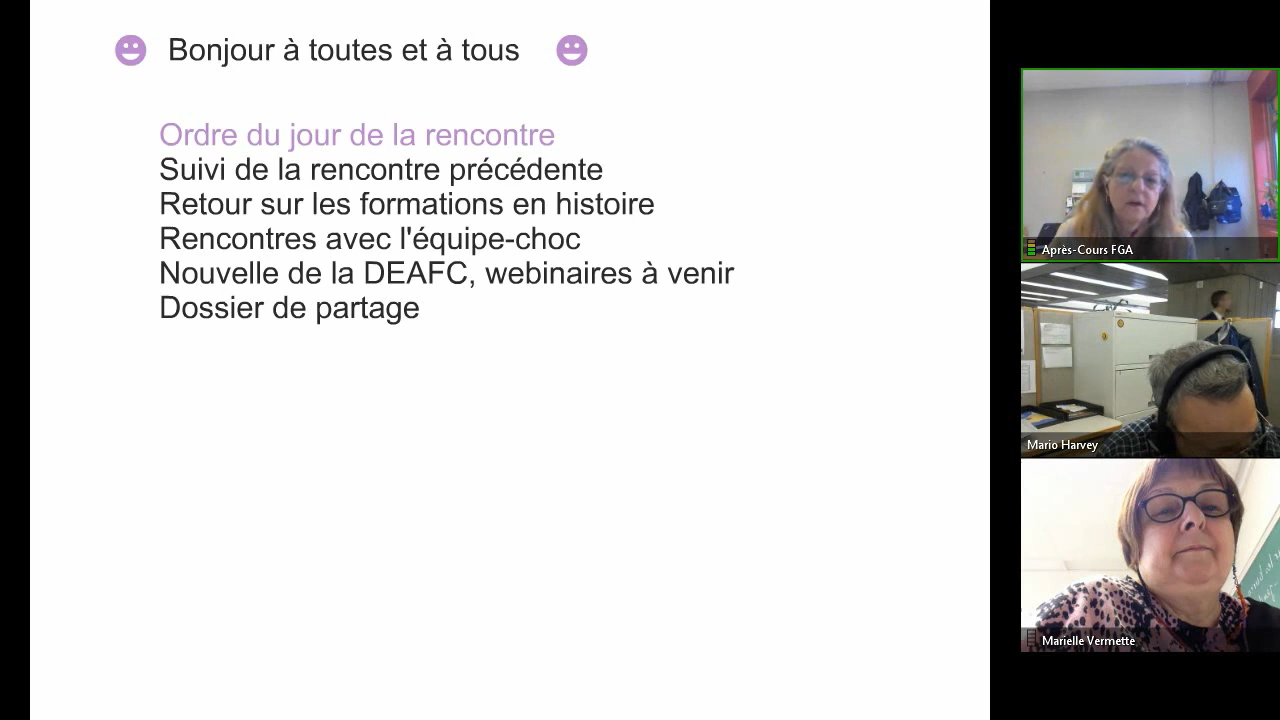 Bonjour à toutes et à tous
Ordre du jour de la rencontre
Suivi de la rencontre précédente
Retour sur les formations en histoire
Rencontres avec l'équipe-choc
Nouvelle de la DEAFC, webinaires à venir
Dossier de partage
Après-Cours FGA
Mario Harvey
Marielle Vermette